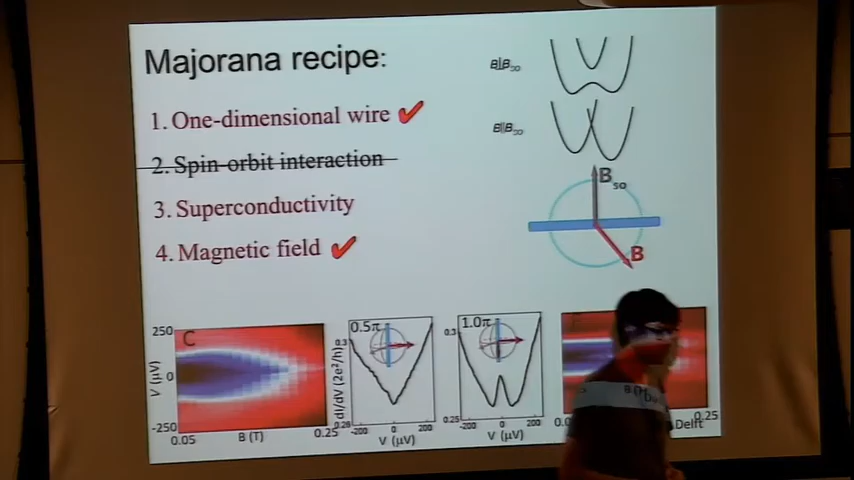 Majorana recipe:
1. One-dimensional wire ✓
2. Spin-orbit interaction
3. Superconductivity
4. Magnetic field ✓
B⊥B_so
B||B_so
B_so
B
C
250
0
-250
V (μV)
0.05
B (T)
0.25
0.5π
0.3
0.28
dI/dV (2e²/h)
-200
0
200
V (μV)
1.0π
0.3
0.25
-200
0
200
V (μV)
B (T)
0.25
Delft